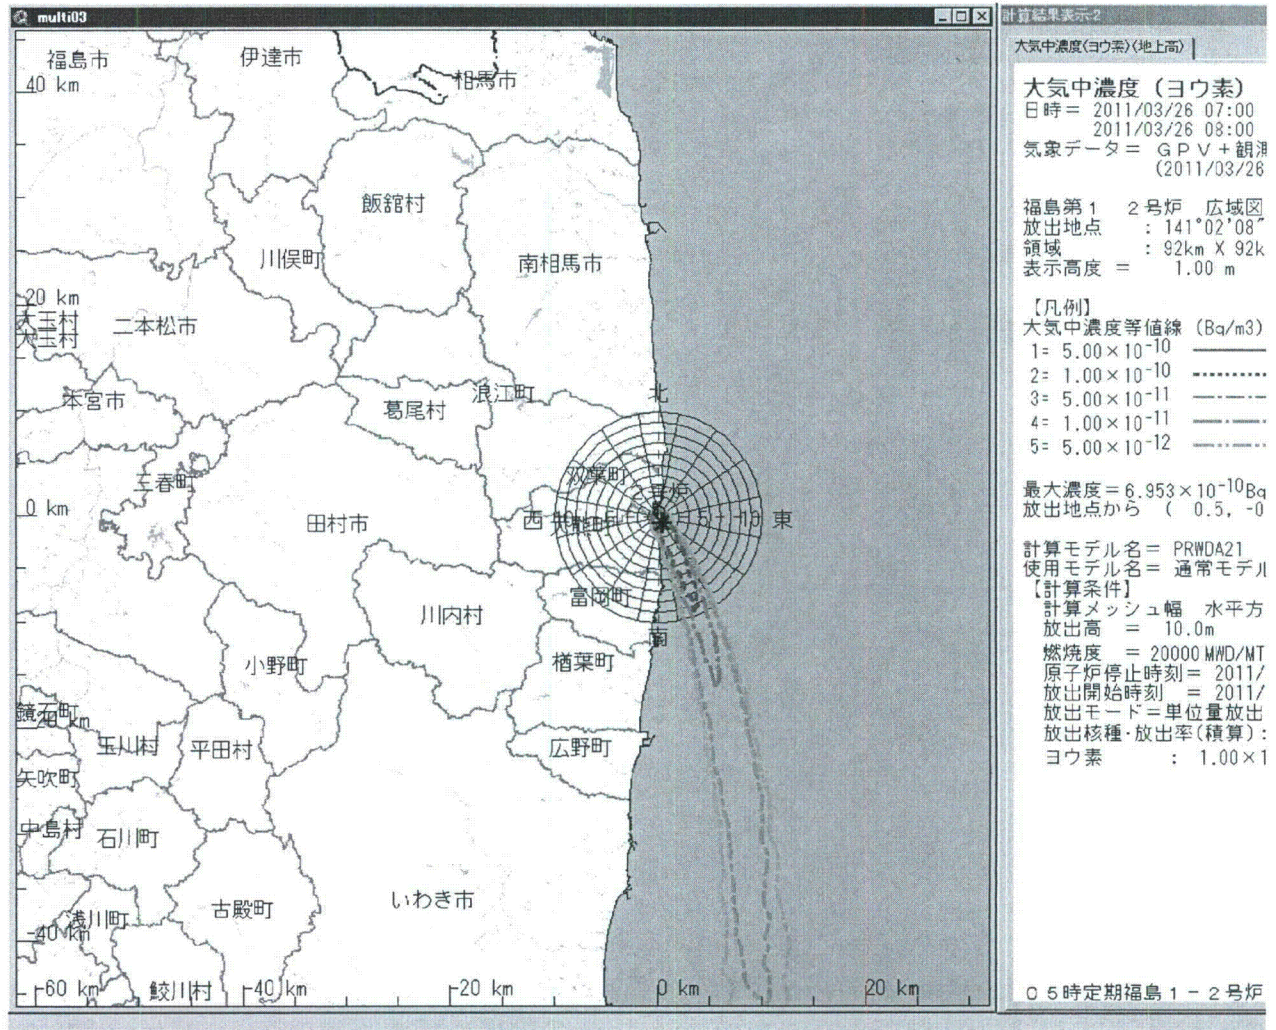 multi03
福島市
伊達市
相馬市
40 km
飯舘村
川俣町
南相馬市
20 km
大玉村
大玉村
二本松市
本宮市
葛尾村
浪江町
北
三春町
双葉町
0 km
田村市
西
10
5
10
東
川内村
富岡町
南
小野町
楢葉町
鏡石町
-20 km
玉川村
平田村
広野町
矢吹町
中島村
石川町
浅川町
古殿町
いわき市
-40 km
-60 km
鮫川村
-40 km
-20 km
0 km
20 km
計算結果表示-2
大気中濃度(ヨウ素)(地上高)
大気中濃度(ヨウ素)
日時= 2011/03/26 07:00
2011/03/26 08:00
気象データ= GPV+観測
(2011/03/26
福島第1 2号炉 広域図
放出地点 : 141°02'08"
領域 : 92km X 92k
表示高度 = 1.00 m
【凡例】
大気中濃度等値線 (Bq/m3)
1= 5.00×10-10
2= 1.00×10-10
3= 5.00×10-11
4= 1.00×10-11
5= 5.00×10-12
最大濃度=6.953×10-10Bq
放出地点から ( 0.5, -0
計算モデル名= PRWDA21
使用モデル名= 通常モデル
【計算条件】
計算メッシュ幅 水平方
放出高 = 10.0m
燃焼度 = 20000MWD/MT
原子炉停止時刻= 2011/
放出開始時刻 = 2011/
放出モード=単位量放出
放出核種・放出率(積算):
ヨウ素 : 1.00×1
05時定期福島1-2号炉